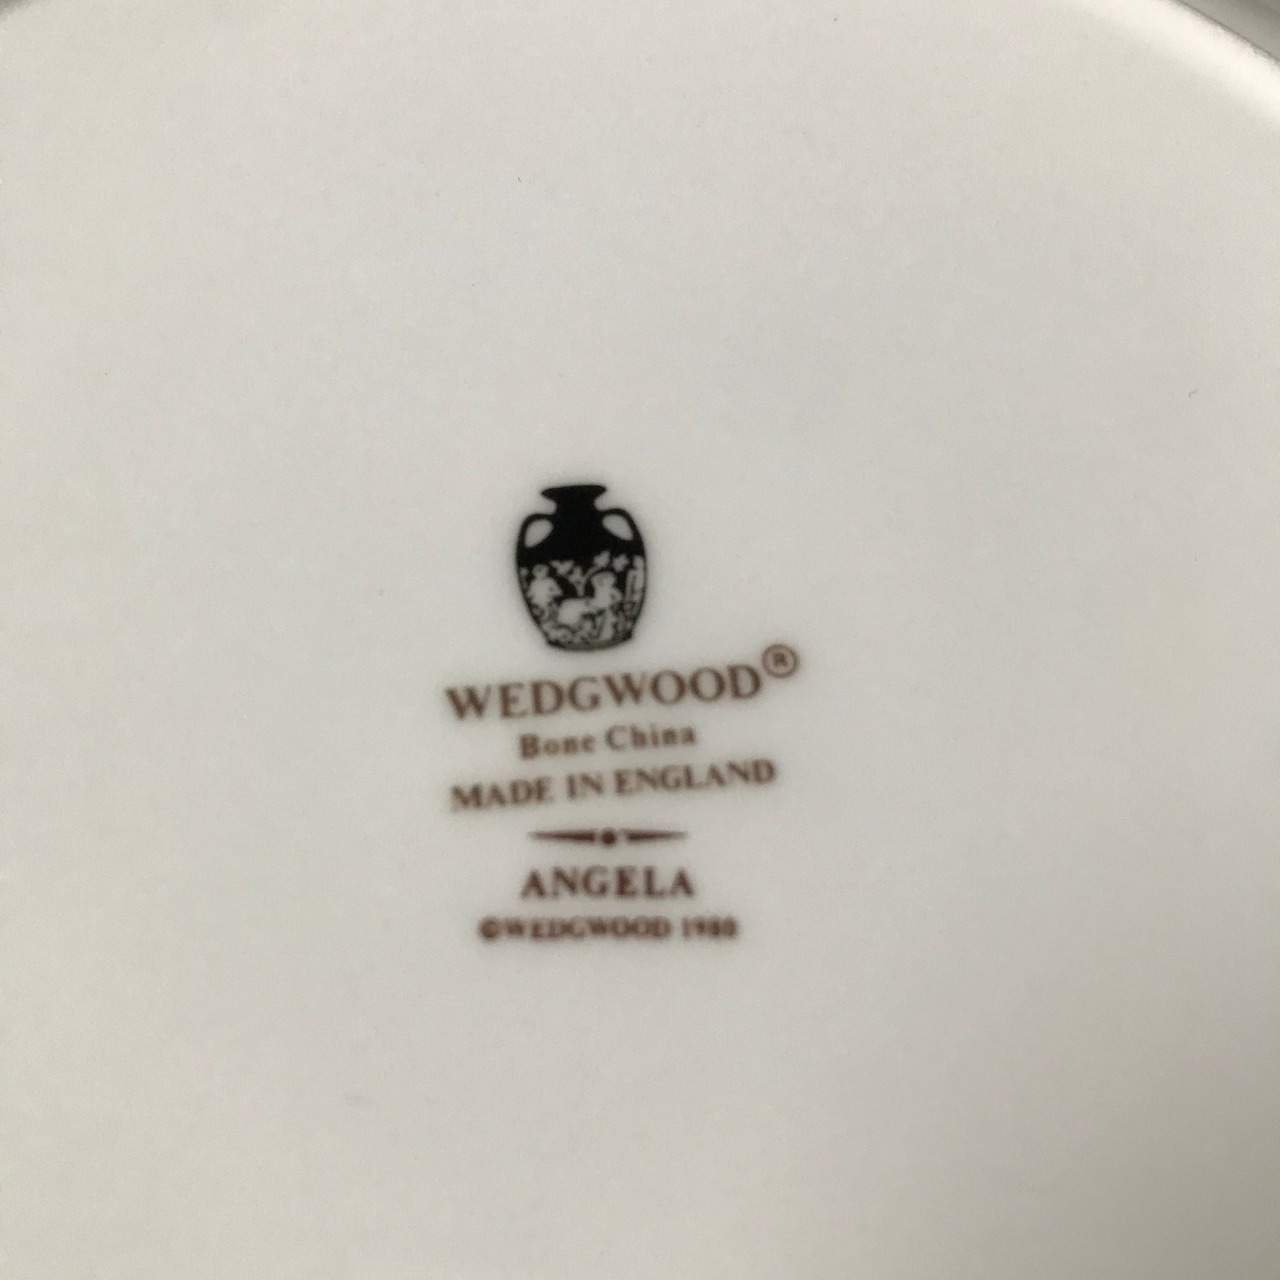 WEDGWOOD®
Bone China
MADE IN ENGLAND
ANGELA
©WEDGWOOD 1980